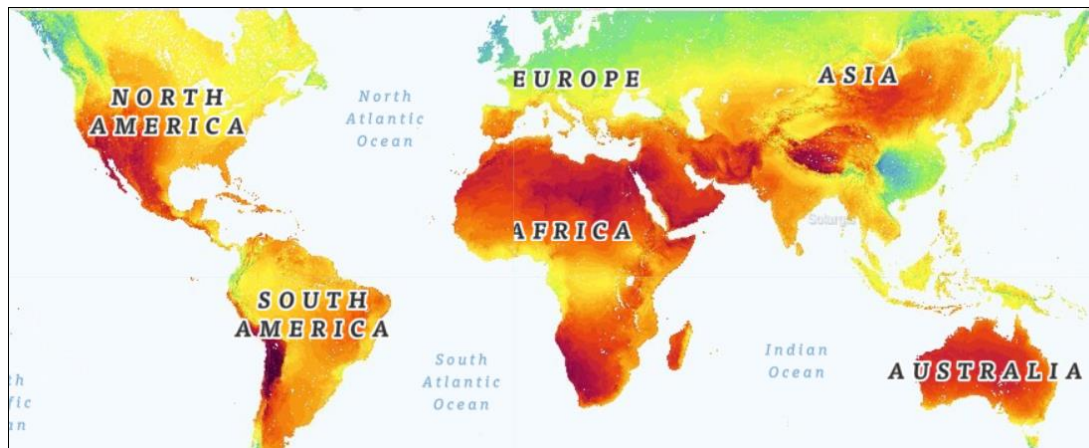 NORTH
AMERICA
North
Atlantic
Ocean
EUROPE
ASIA
AFRICA
SOUTH
AMERICA
South
Atlantic
Ocean
Indian
Ocean
AUSTRALIA